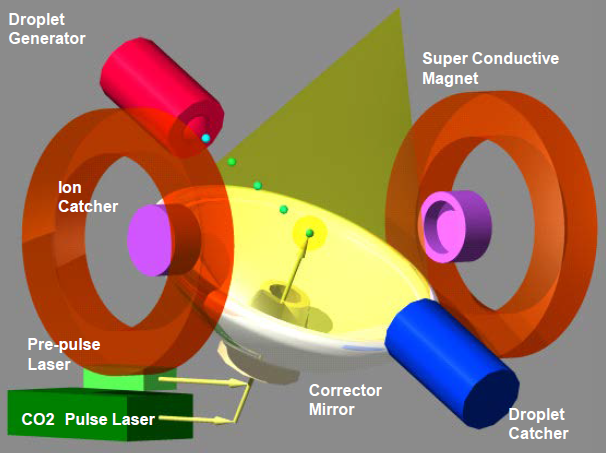 Droplet
Generator
Super Conductive
Magnet
Ion
Catcher
Pre-pulse
Laser
CO2 Pulse Laser
Corrector
Mirror
Droplet
Catcher